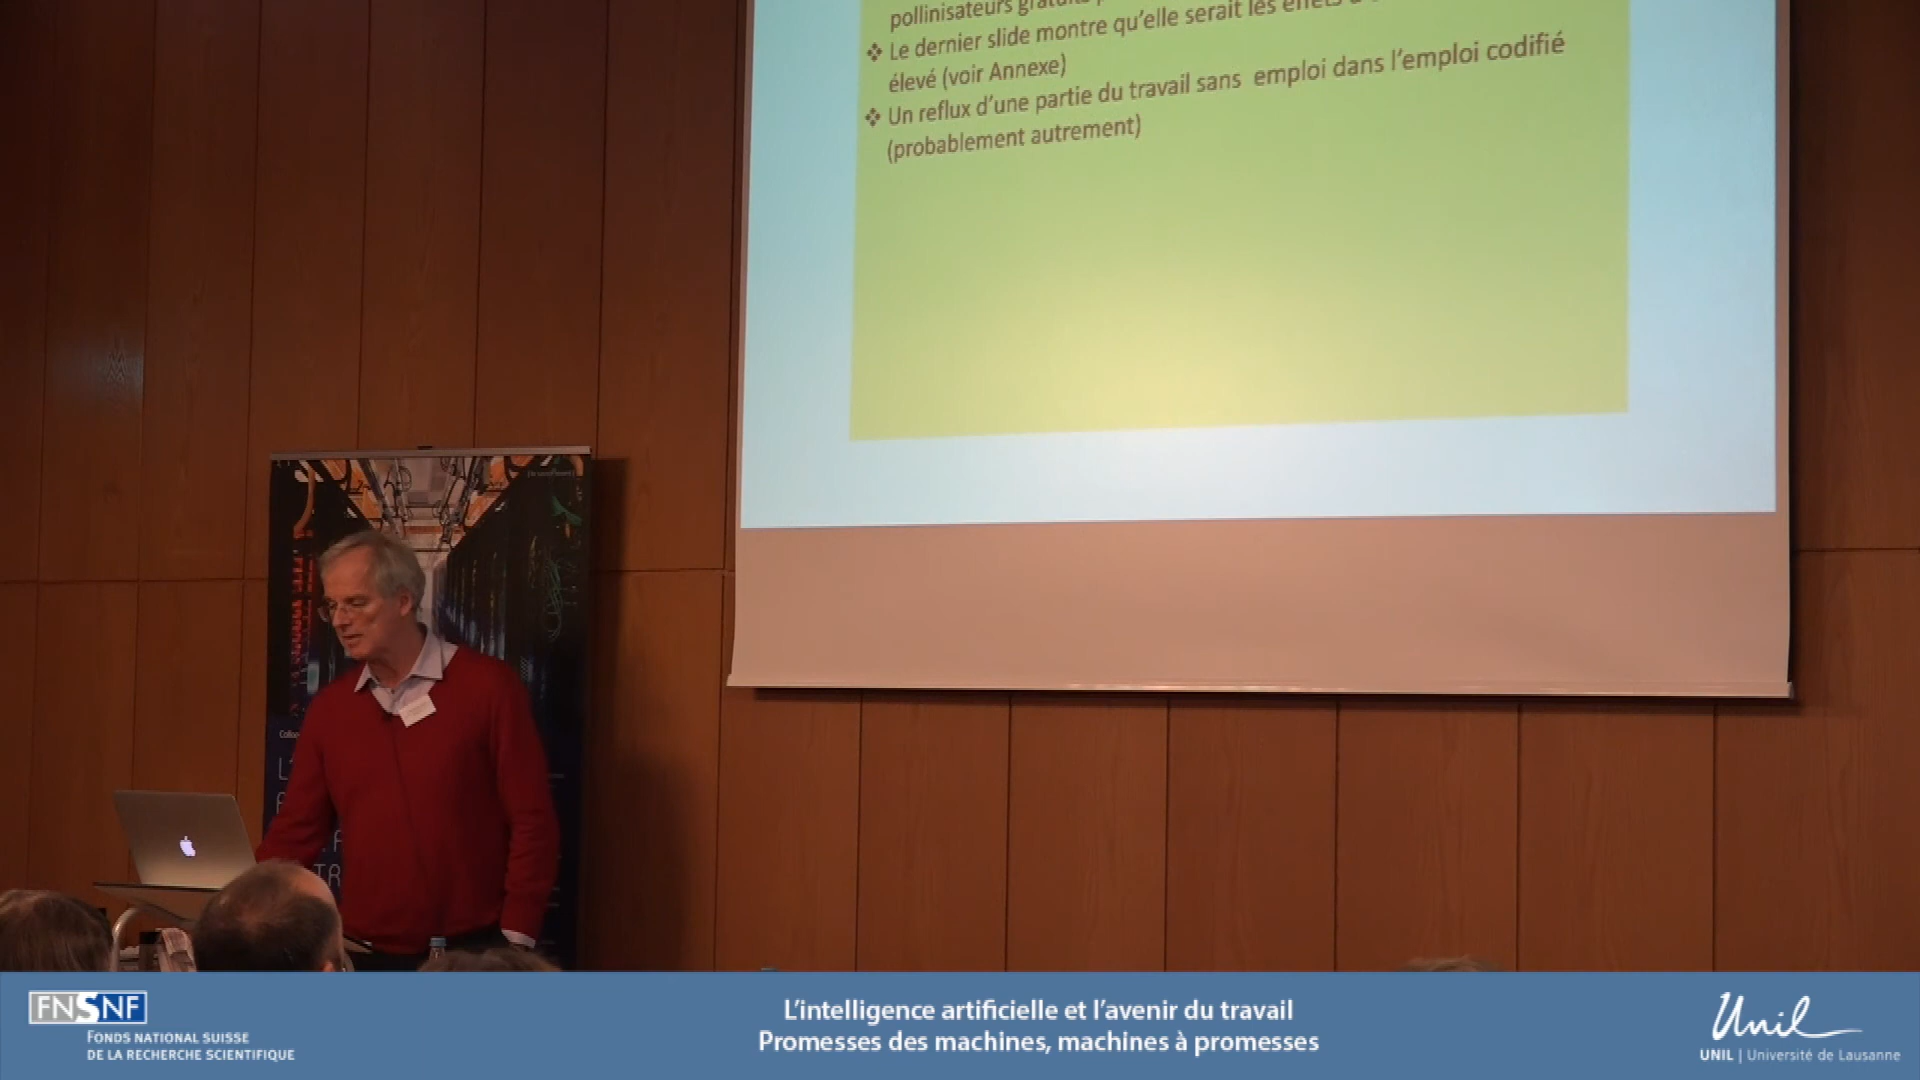 pollinisateurs gratuits
Le dernier slide montre qu'elle serait les effets
élevé (voir Annexe)
Un reflux d'une partie du travail sans emploi dans l'emploi codifié
(probablement autrement)
FNSNF
FONDS NATIONAL SUISSE
DE LA RECHERCHE SCIENTIFIQUE
L'intelligence artificielle et l'avenir du travail
Promesses des machines, machines à promesses
Unil
UNIL | Université de Lausanne